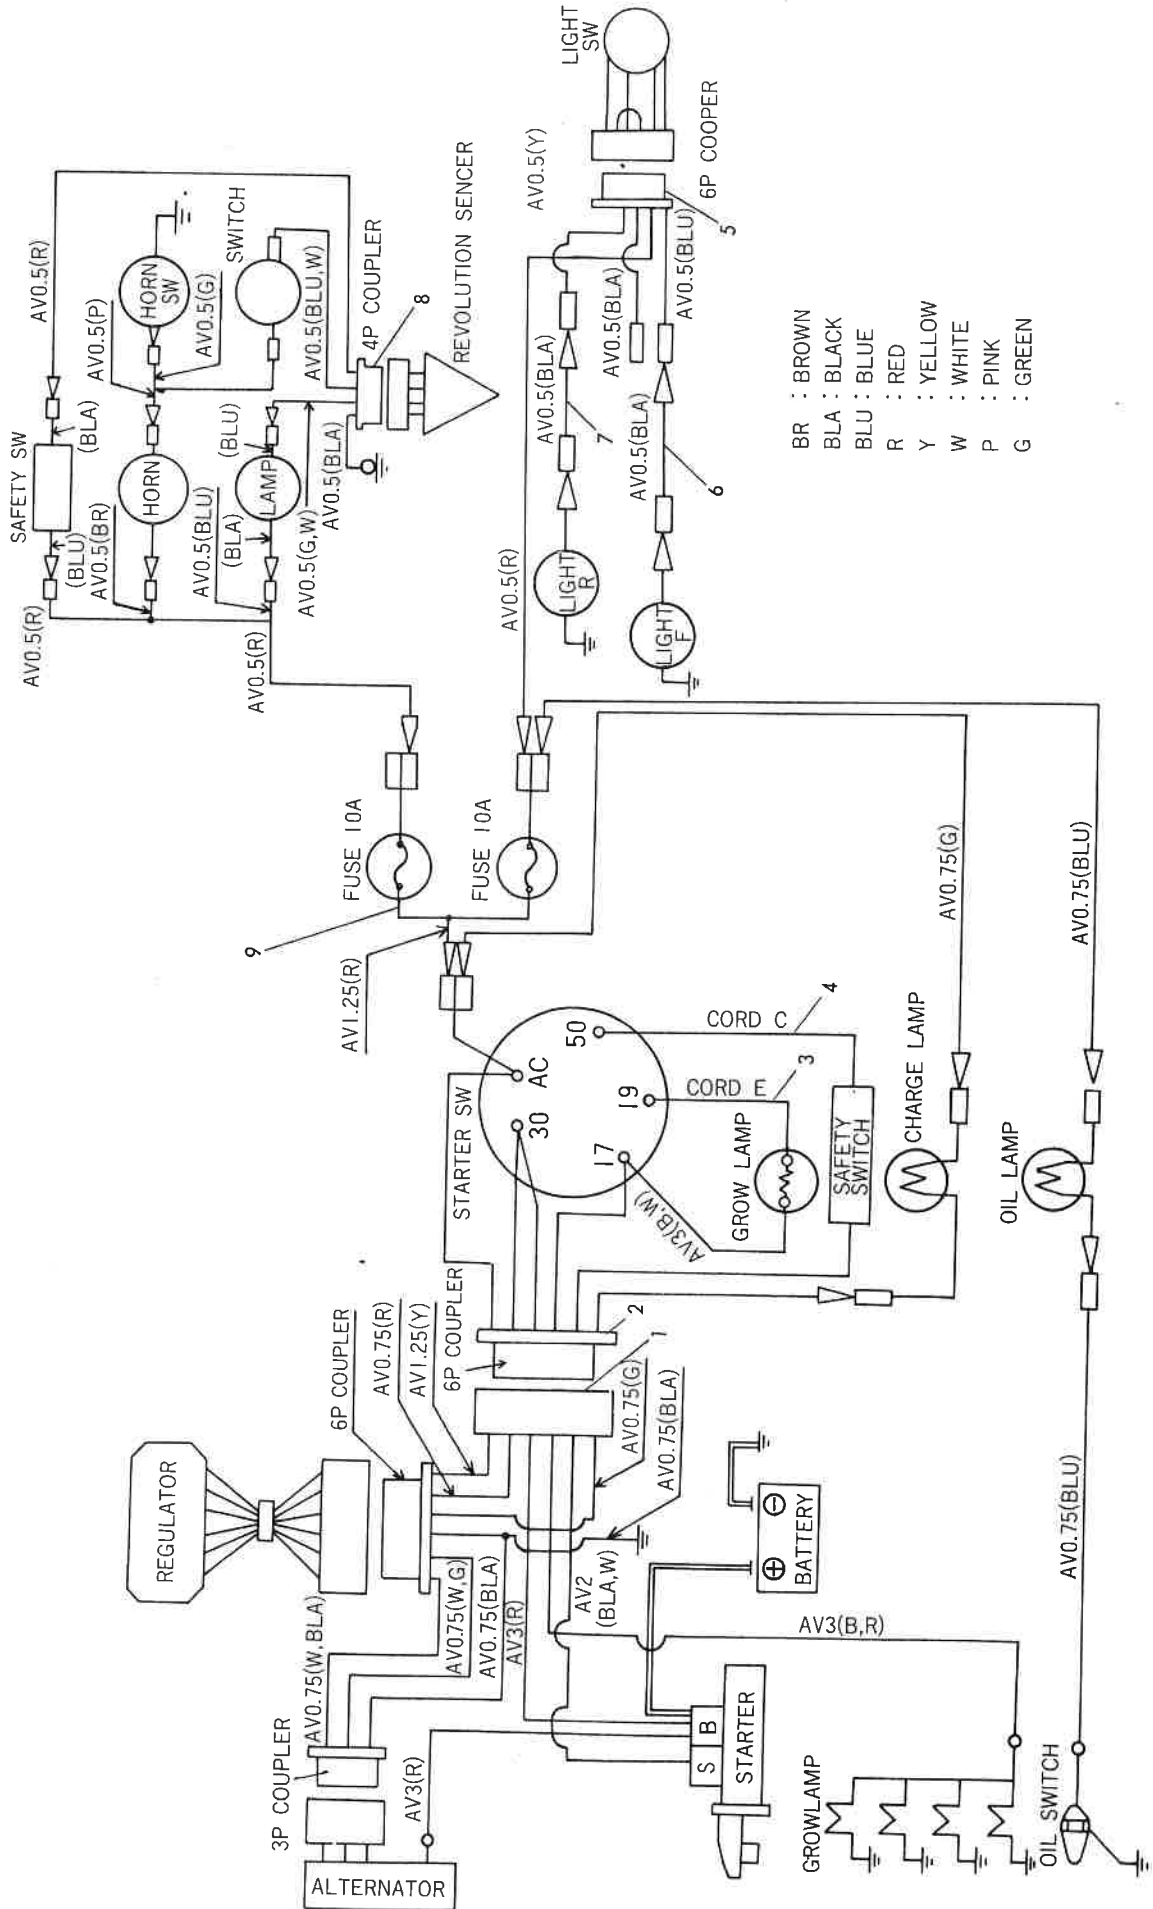 SAFETY SW
AV0.5(R)
(BLU)
(BLA)
AV0.5(R)
AV0.5(BR)
HORN
AV0.5(P)
HORN
SW
AV0.5(G)
SWITCH
AV0.5(BLU)
(BLA)
LAMP
(BLU)
AV0.5(BLU,W)
AV0.5(R)
AV0.5(G,W)
AV0.5(BLA)
4P COUPLER
8
REVOLUTION SENCER
LIGHT
SW
AV0.5(Y)
6P COOPER
5
AV0.5(R)
AV0.5(BLA)
7
LIGHT
R
AV0.5(BLA)
AV0.5(BLU)
AV0.5(BLA)
6
LIGHT
F
BR : BROWN
BLA : BLACK
BLU : BLUE
R : RED
Y : YELLOW
W : WHITE
P : PINK
G : GREEN
FUSE 10A
FUSE 10A
9
AV1.25(R)
STARTER SW
AC
30
50
19
17
CORD C
4
CORD E
3
AV3(B,W)
GROW LAMP
SAFETY
SWITCH
CHARGE LAMP
AV0.75(G)
OIL LAMP
AV0.75(BLU)
REGULATOR
6P COUPLER
AV0.75(R)
AV1.25(Y)
6P COUPLER
2
1
AV0.75(G)
AV0.75(BLA)
3P COUPLER
AV0.75(W,BLA)
AV0.75(W,G)
AV0.75(BLA)
AV3(R)
AV2
(BLA,W)
AV3(R)
ALTERNATOR
S
B
STARTER
BATTERY
AV3(B,R)
GROWLAMP
OIL SWITCH
AV0.75(BLU)